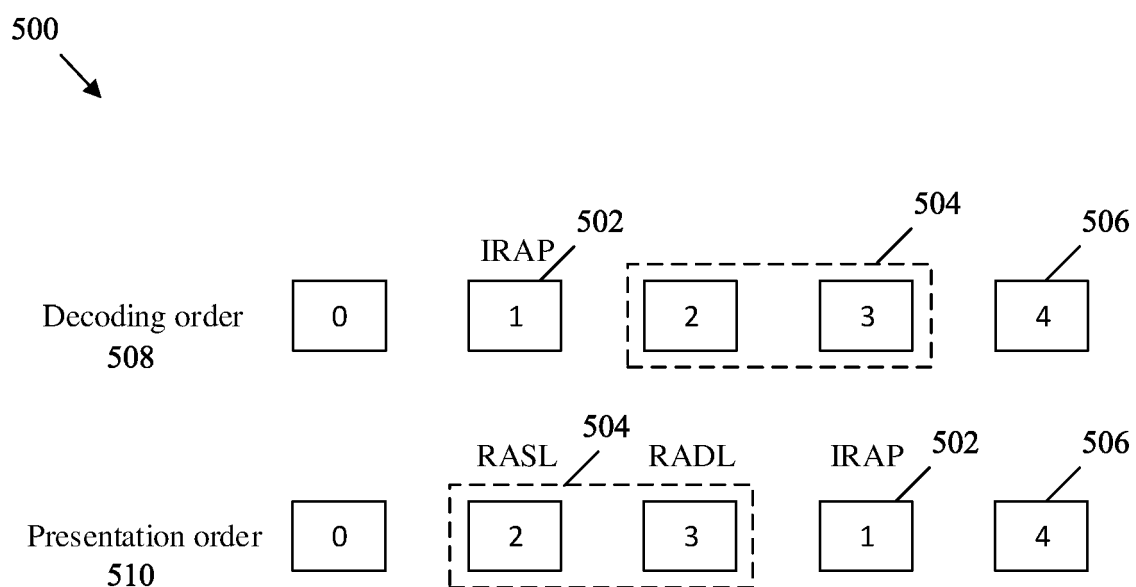 500
504
502
506
IRAP
Decoding order 0 1 2 3 4
508
504
RASL RADL IRAP 502 506
Presentation order 0 2 3 1 4
510